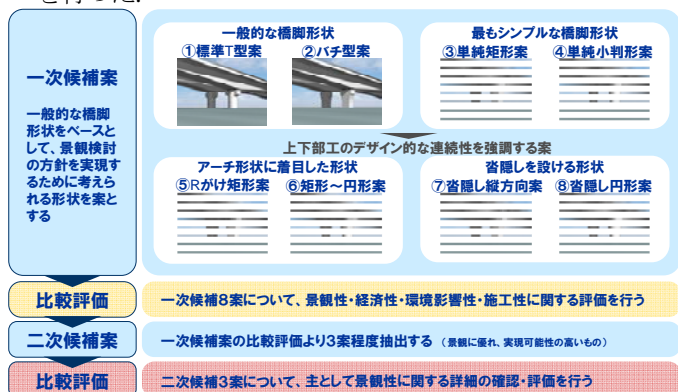 を行った.
一次候補案
一般的な橋脚
形状をベースと
して、景観検討
の方針を実現す
るために考えら
れる形状を案と
する
一般的な橋脚形状
①標準T型案 ②バチ型案
最もシンプルな橋脚形状
③単純矩形案 ④単純小判形案
上下部工のデザイン的な連続性を強調する案
アーチ形状に着目した形状
⑤Rがけ矩形案 ⑥矩形～円形案
沓隠しを設ける形状
⑦沓隠し縦方向案 ⑧沓隠し円形案
比較評価
一次候補8案について、景観性・経済性・環境影響性・施工性に関する評価を行う
二次候補案
一次候補案の比較評価より3案程度抽出する（景観に優れ、実現可能性の高いもの）
比較評価
二次候補3案について、主として景観性に関する詳細の確認・評価を行う